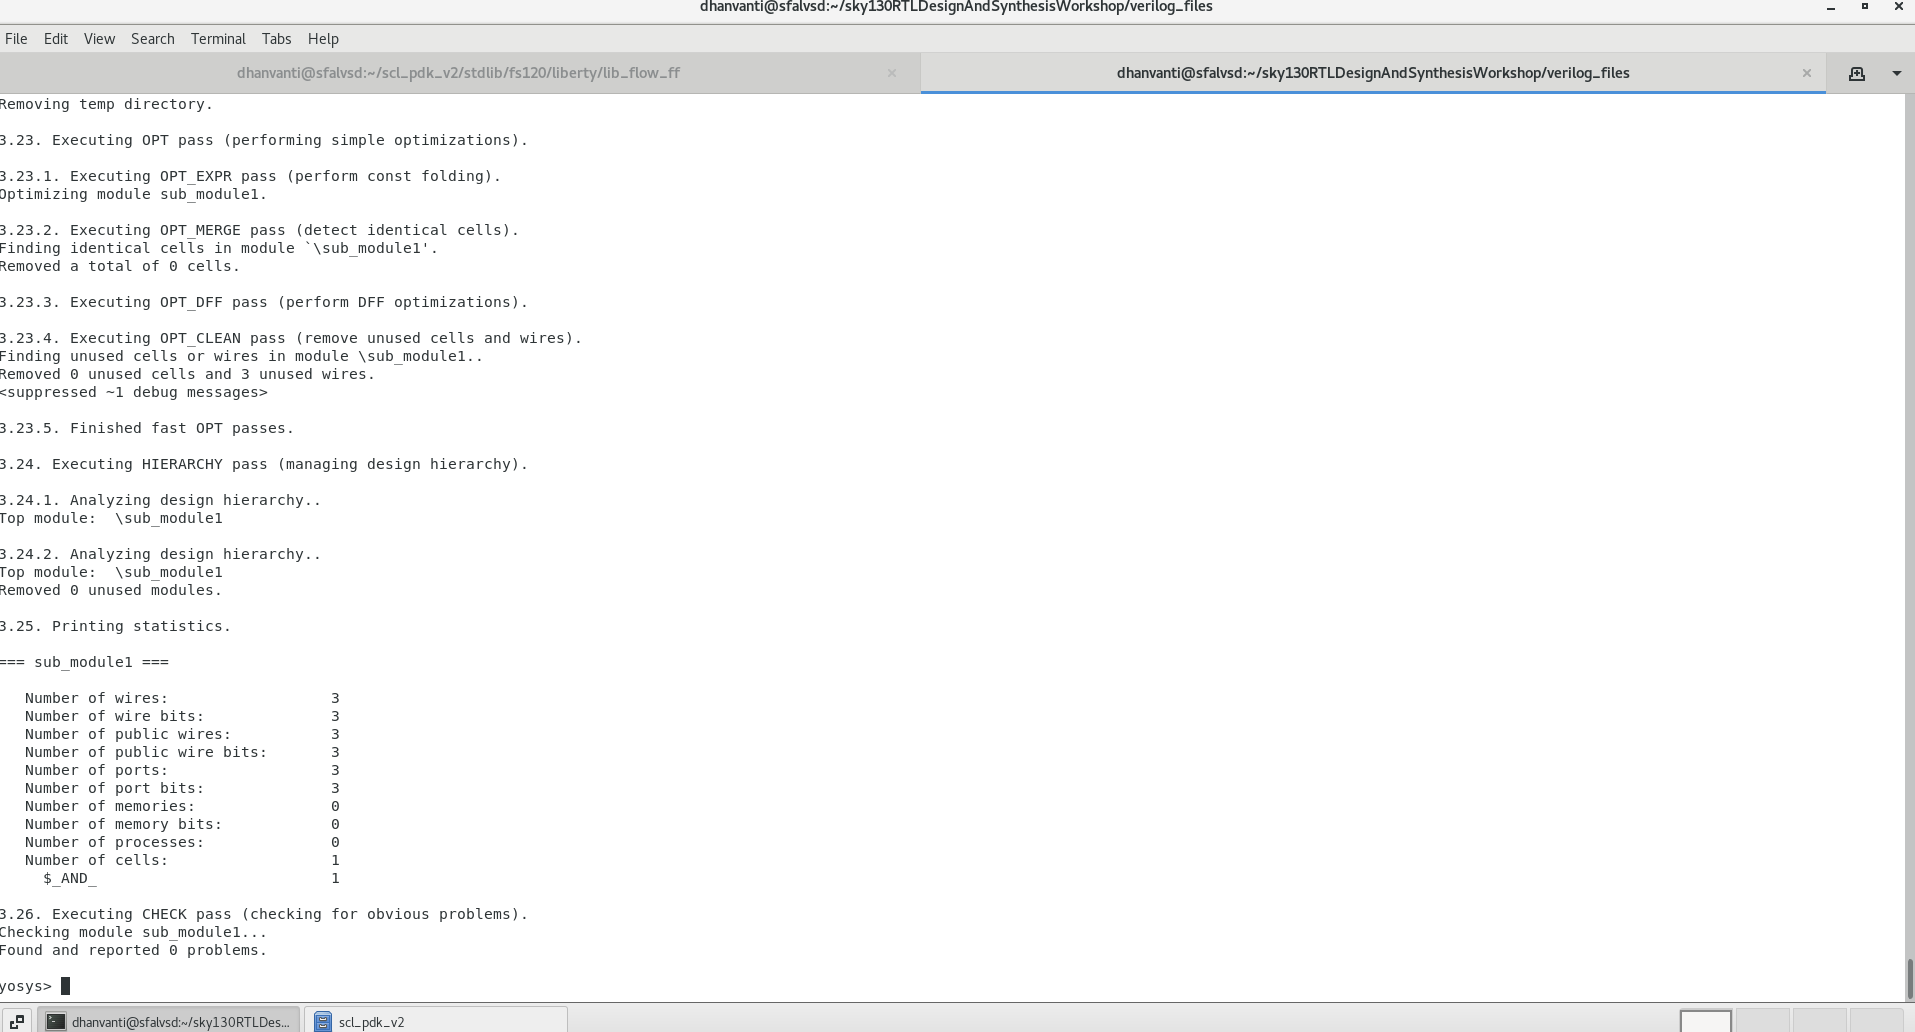 dhanvanti@sfalvsd:~/sky130RTLDesignAndSynthesisWorkshop/verilog_files
File Edit View Search Terminal Tabs Help
dhanvanti@sfalvsd:~/scl_pdk_v2/stdlib/fs120/liberty/lib_flow_ff × dhanvanti@sfalvsd:~/sky130RTLDesignAndSynthesisWorkshop/verilog_files ×
Removing temp directory.
3.23. Executing OPT pass (performing simple optimizations).
3.23.1. Executing OPT_EXPR pass (perform const folding).
Optimizing module sub_module1.
3.23.2. Executing OPT_MERGE pass (detect identical cells).
Finding identical cells in module `\sub_module1'.
Removed a total of 0 cells.
3.23.3. Executing OPT_DFF pass (perform DFF optimizations).
3.23.4. Executing OPT_CLEAN pass (remove unused cells and wires).
Finding unused cells or wires in module \sub_module1..
Removed 0 unused cells and 3 unused wires.
<suppressed ~1 debug messages>
3.23.5. Finished fast OPT passes.
3.24. Executing HIERARCHY pass (managing design hierarchy).
3.24.1. Analyzing design hierarchy..
Top module:  \sub_module1
3.24.2. Analyzing design hierarchy..
Top module:  \sub_module1
Removed 0 unused modules.
3.25. Printing statistics.
=== sub_module1 ===
Number of wires: 3
Number of wire bits: 3
Number of public wires: 3
Number of public wire bits: 3
Number of ports: 3
Number of port bits: 3
Number of memories: 0
Number of memory bits: 0
Number of processes: 0
Number of cells: 1
$_AND_ 1
3.26. Executing CHECK pass (checking for obvious problems).
Checking module sub_module1...
Found and reported 0 problems.
yosys>
dhanvanti@sfalvsd:~/sky130RTLDes... scl_pdk_v2